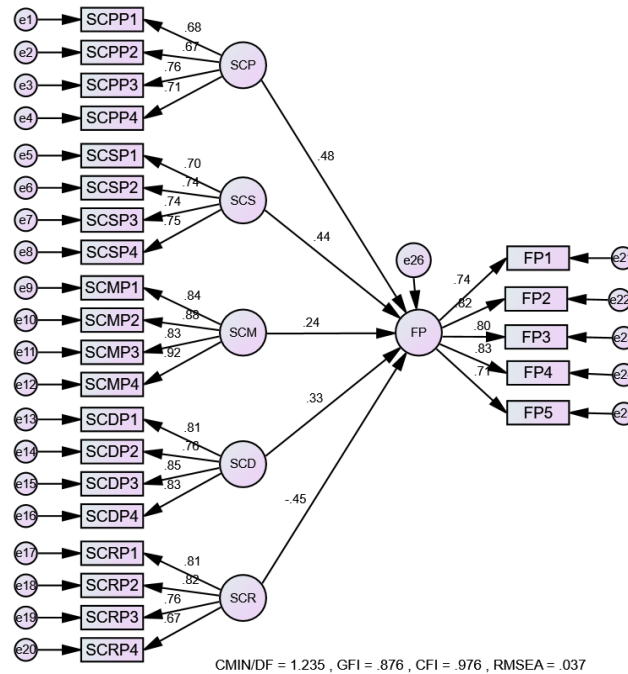 e1 SCPP1 .68
e2 SCPP2 .67
e3 SCPP3 .76
e4 SCPP4 .71
SCP
.48
e5 SCSP1 .70
e6 SCSP2 .74
e7 SCSP3 .74
e8 SCSP4 .75
SCS
.44
e9 SCMP1 .84
e10 SCMP2 .88
e11 SCMP3 .83
e12 SCMP4 .92
SCM
.24
e13 SCDP1 .81
e14 SCDP2 .76
e15 SCDP3 .85
e16 SCDP4 .83
SCD
.33
e17 SCRP1 .81
e18 SCRP2 .82
e19 SCRP3 .76
e20 SCRP4 .67
SCR
-.45
e26
FP
.74 FP1
.82 FP2 e22
.80 FP3
.83 FP4
.71 FP5
CMIN/DF = 1.235 , GFI = .876 , CFI = .976 , RMSEA = .037